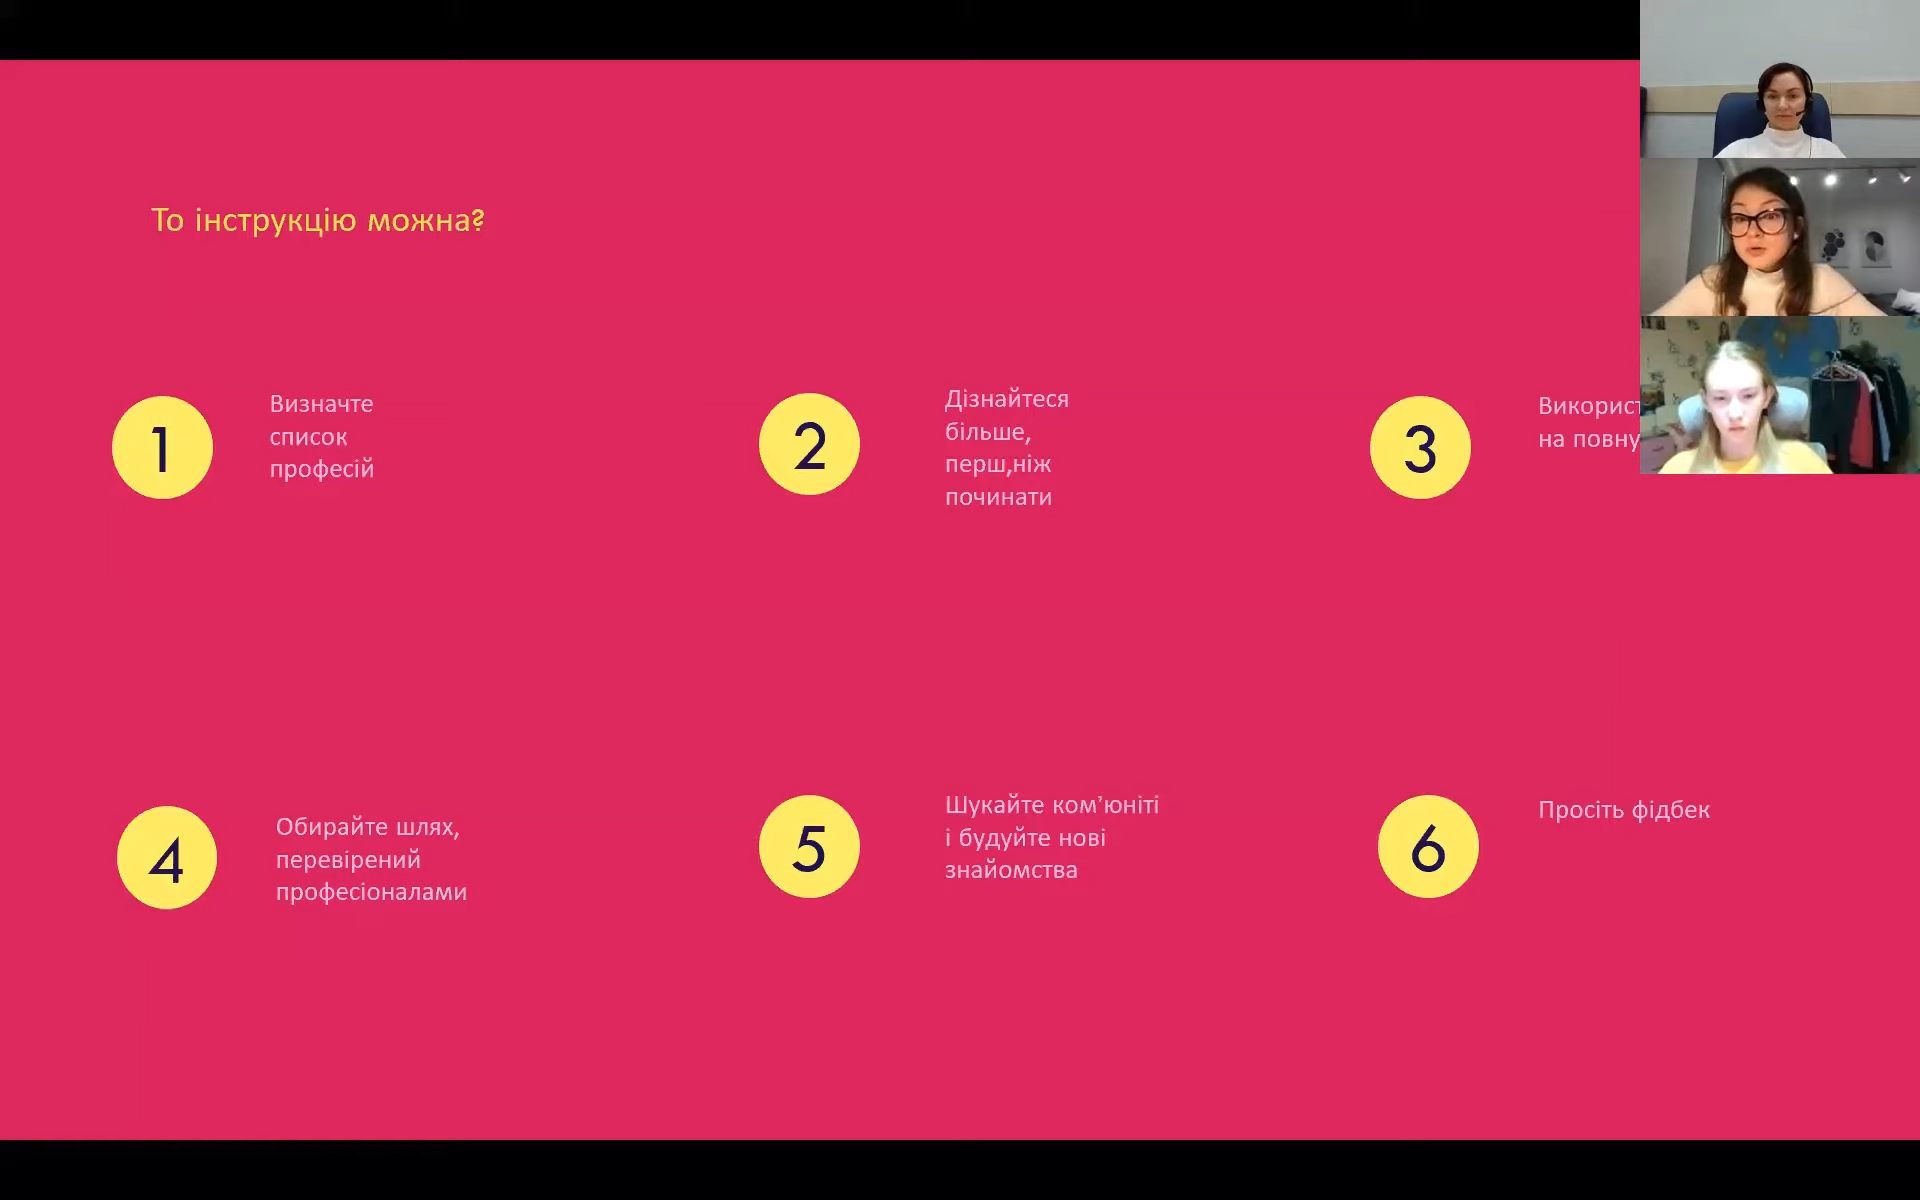 То інструкцію можна?
1
Визначте
список
професій
2
Дізнайтеся
більше,
перш,ніж
починати
3
на повну
4
Обирайте шлях,
перевірений
професіоналами
5
Шукайте ком’юніті
і будуйте нові
знайомства
6
Просіть фідбек